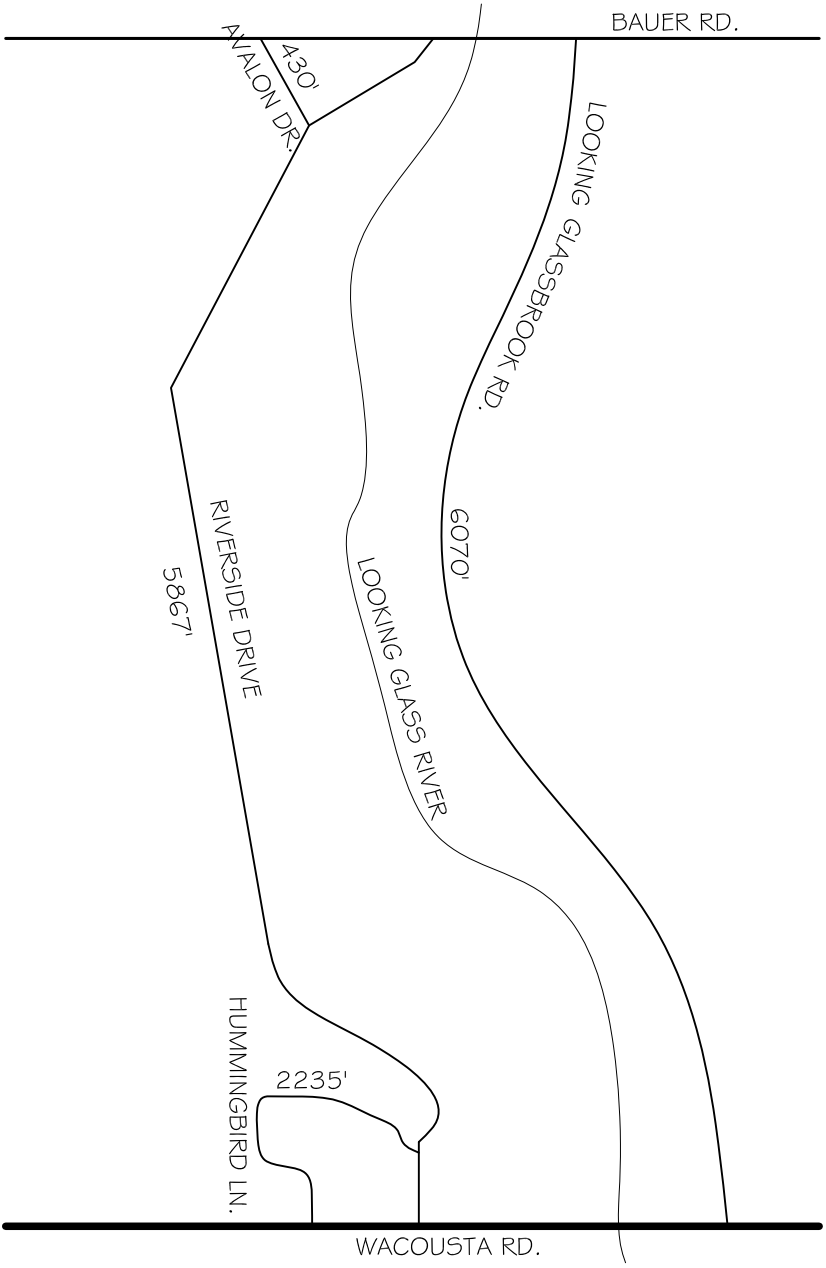 BAUER RD.
AVALON DR.
430'
LOOKING GLASSBROOK RD.
6070'
RIVERSIDE DRIVE
5867'
LOOKING GLASS RIVER
HUMMINGBIRD LN.
2235'
WACOUSTA RD.